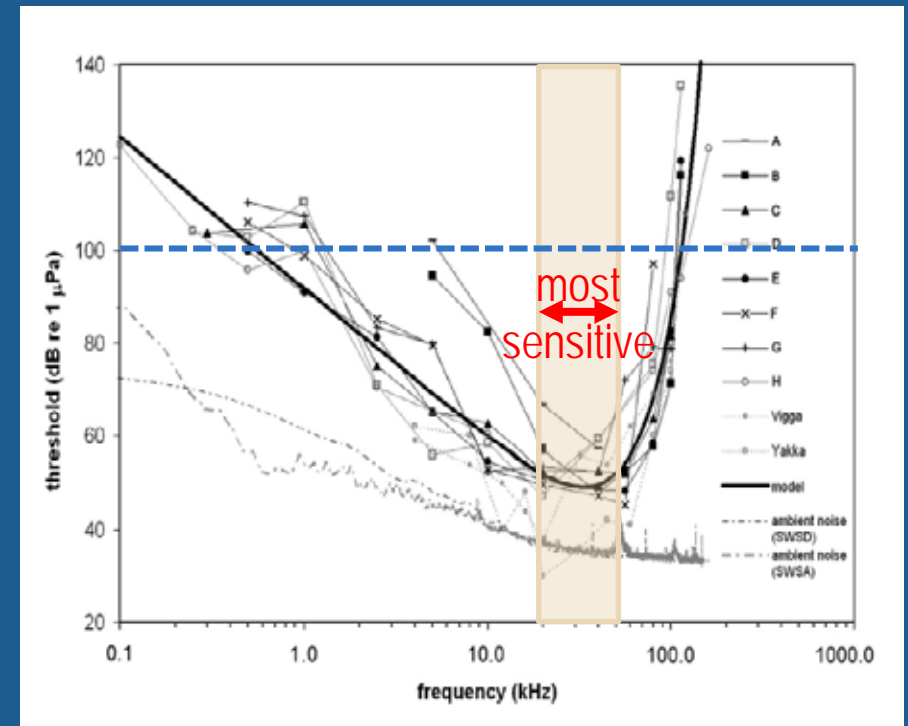 140
120
100
80
60
40
20
threshold (dB re 1 µPa)
0.1
1.0
10.0
100.0
1000.0
frequency (kHz)
most
sensitive
A
B
C
D
E
F
G
H
Vigga
Yakka
model
ambient noise
(SWSD)
ambient noise
(SWSA)